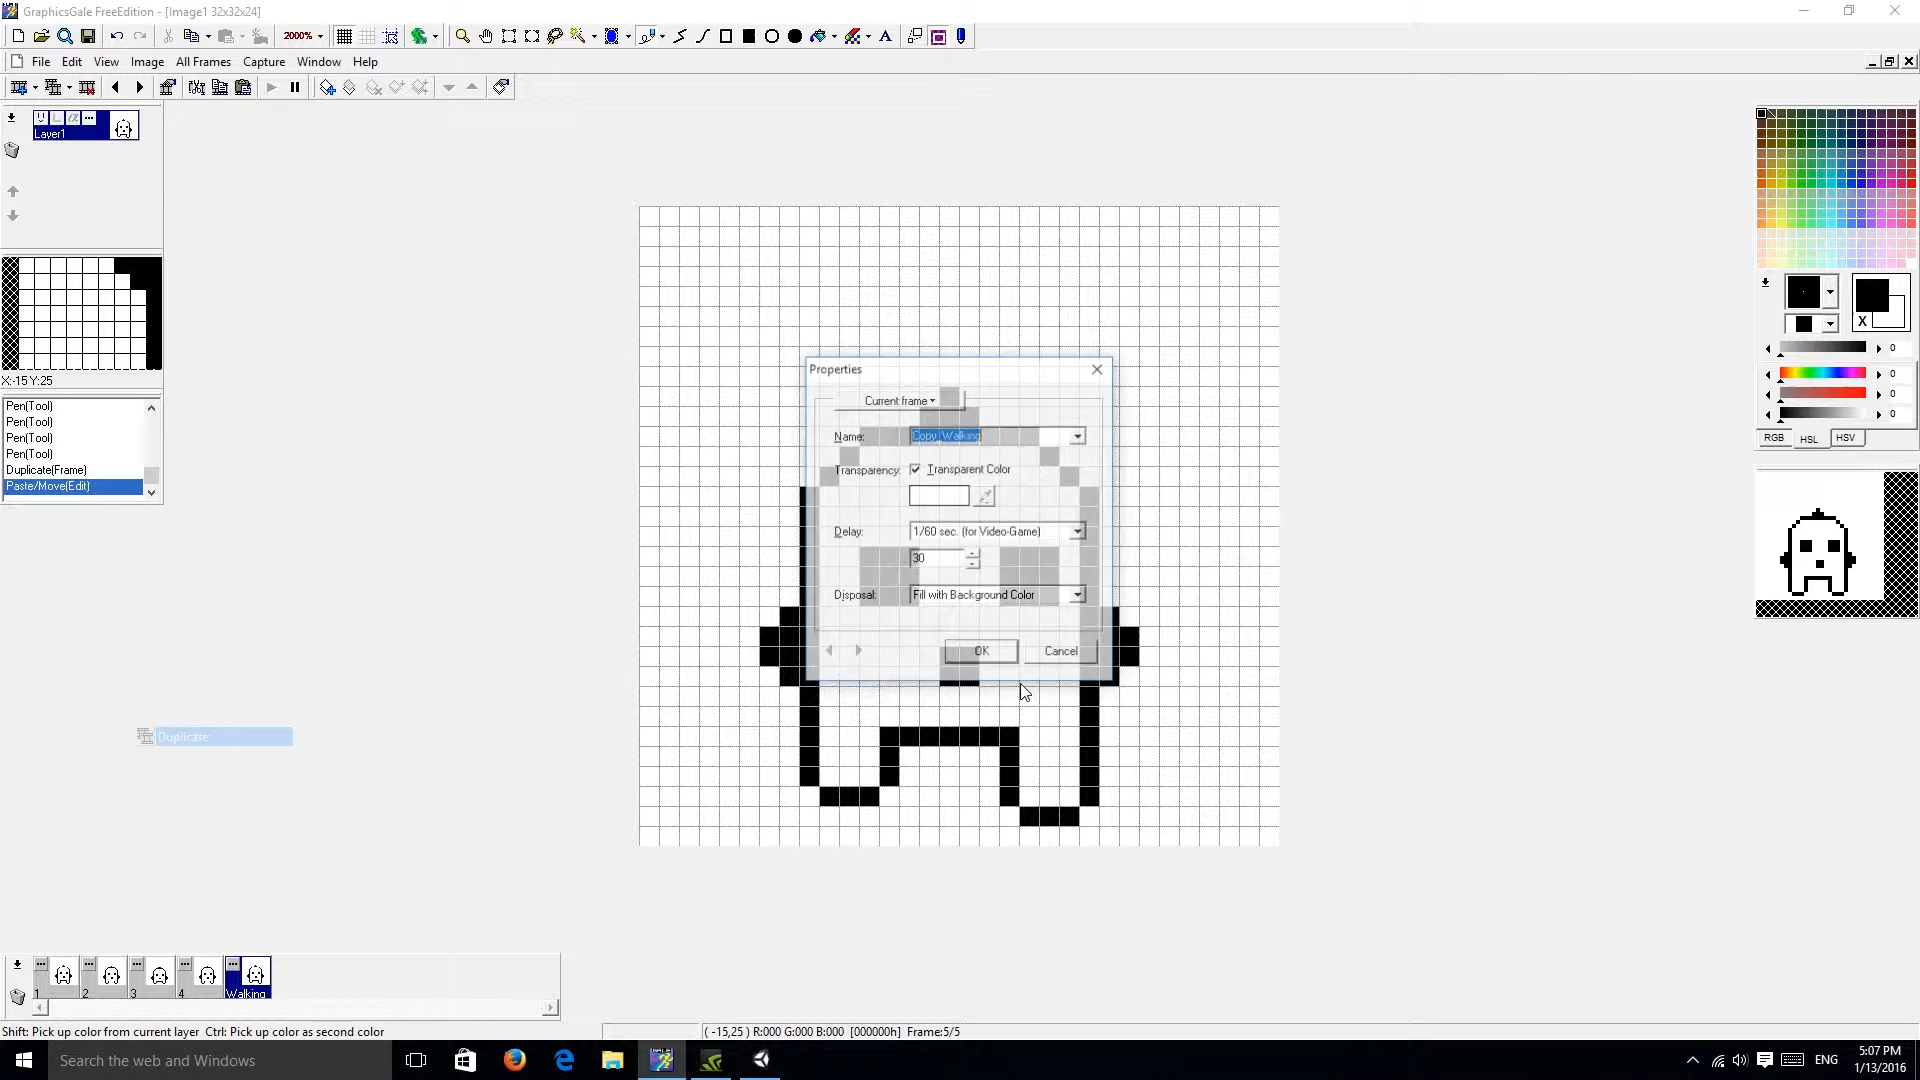 GraphicsGale FreeEdition - [Image1 32x32x24]
2000%
A
File Edit View Image All Frames Capture Window Help
Layer1
X:-15 Y:25
Pen(Tool)
Pen(Tool)
Pen(Tool)
Pen(Tool)
Duplicate(Frame)
Paste/Move(Edit)
Duplicate
Properties
Current frame
Name: Copy_Walking
Transparency: Transparent Color
Delay: 1/60 sec. (for Video-Game)
30
Disposal: Fill with Background Color
OK Cancel
X
0
0
0
0
RGB HSL HSV
1 2 3 4 Walking
Shift: Pick up color from current layer Ctrl: Pick up color as second color
( -15,25 ) R:000 G:000 B:000 [000000h] Frame:5/5
Search the web and Windows
ENG
5:07 PM
1/13/2016